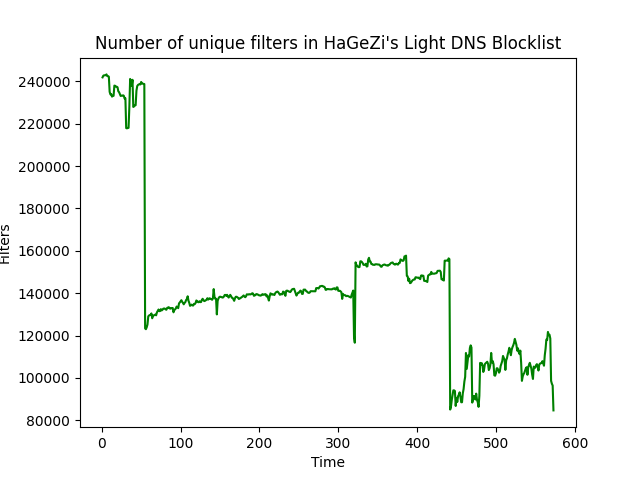 Number of unique filters in HaGeZi's Light DNS Blocklist
240000
220000
200000
180000
160000
140000
120000
100000
80000
Filters
0 100 200 300 400 500 600
Time